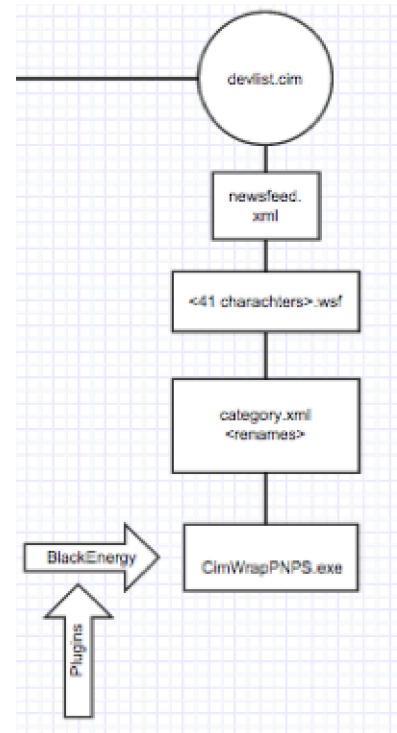 devlist.cim
newsfeed.
xml
<41 charachters>.wsf
category.xml
<renames>
BlackEnergy
CimWrapPNPS.exe
Plugins